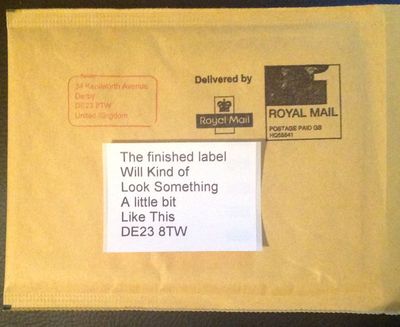 34 Kenilworth Avenue
Derby
DE23 8TW
United Kingdom
Delivered by
Royal Mail
1
ROYAL MAIL
POSTAGE PAID GB
The finished label
Will Kind of
Look Something
A little bit
Like This
DE23 8TW